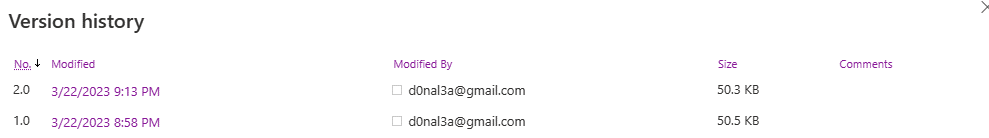 Version history
No. ↓ Modified Modified By Size Comments
2.0 3/22/2023 9:13 PM d0nal3a@gmail.com 50.3 KB
1.0 3/22/2023 8:58 PM d0nal3a@gmail.com 50.5 KB